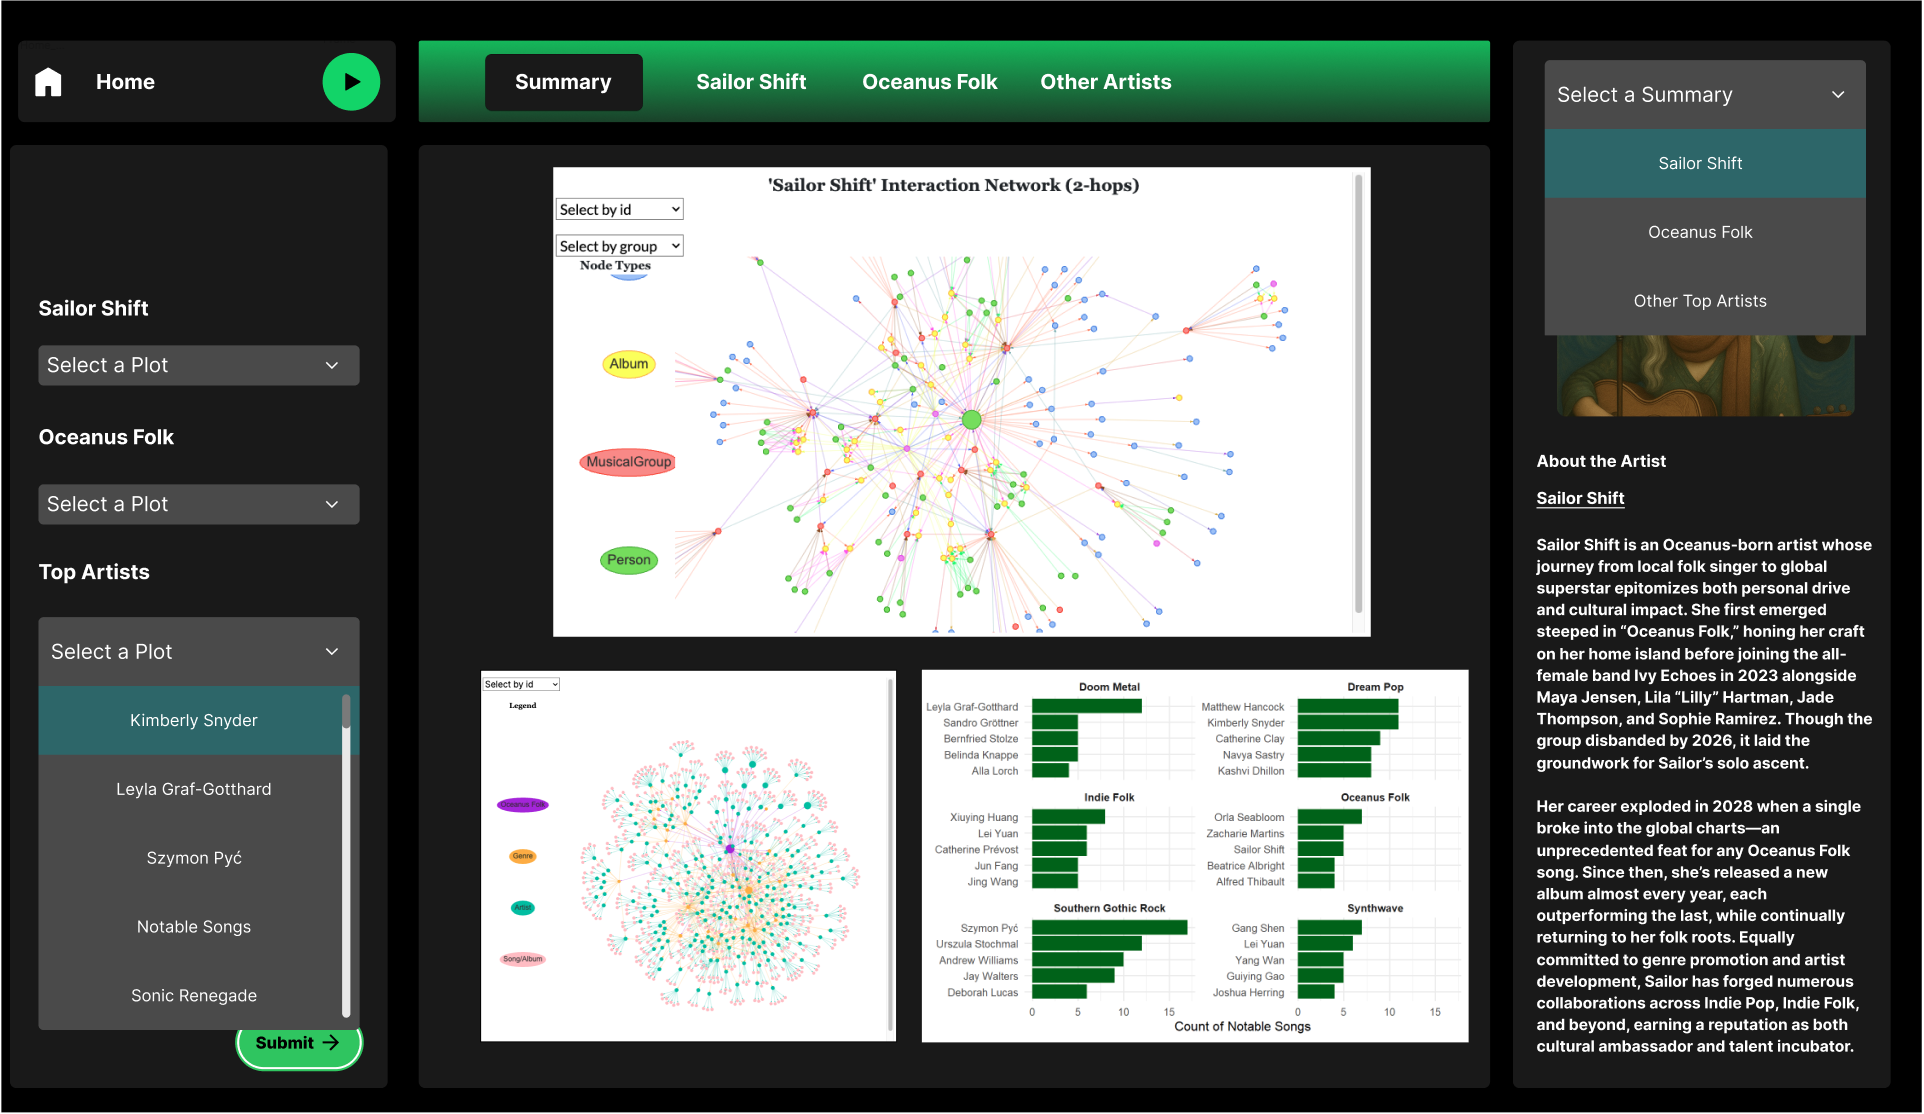 Home
Summary
Sailor Shift
Oceanus Folk
Other Artists
Sailor Shift
Select a Plot
Oceanus Folk
Select a Plot
Top Artists
Select a Plot
Kimberly Snyder
Leyla Graf-Gotthard
Szymon Pyć
Notable Songs
Sonic Renegade
Submit
'Sailor Shift' Interaction Network (2-hops)
Select by id
Select by group
Node Types
Album
MusicalGroup
Person
Select by id
Legend
Oceanus Folk
Genre
Artist
Song/Album
Doom Metal
Leyla Graf-Gotthard
Sandro Gröttner
Bernfried Stolze
Belinda Knappe
Alla Lorch
Dream Pop
Matthew Hancock
Kimberly Snyder
Catherine Clay
Navya Sastry
Kashvi Dhillon
Indie Folk
Xiuying Huang
Lei Yuan
Catherine Prévost
Jun Fang
Jing Wang
Oceanus Folk
Orla Seabloom
Zacharie Martins
Sailor Shift
Beatrice Albright
Alfred Thibault
Southern Gothic Rock
Szymon Pyć
Urszula Stochmal
Andrew Williams
Jay Walters
Deborah Lucas
0 5 10 15
Synthwave
Gang Shen
Lei Yuan
Yang Wan
Guiying Gao
Joshua Herring
0 5 10 15
Count of Notable Songs
Select a Summary
Sailor Shift
Oceanus Folk
Other Top Artists
About the Artist
Sailor Shift
Sailor Shift is an Oceanus-born artist whose
journey from local folk singer to global
superstar epitomizes both personal drive
and cultural impact. She first emerged
steeped in “Oceanus Folk,” honing her craft
on her home island before joining the all-
female band Ivy Echoes in 2023 alongside
Maya Jensen, Lila “Lilly” Hartman, Jade
Thompson, and Sophie Ramirez. Though the
group disbanded by 2026, it laid the
groundwork for Sailor’s solo ascent.
Her career exploded in 2028 when a single
broke into the global charts—an
unprecedented feat for any Oceanus Folk
song. Since then, she’s released a new
album almost every year, each
outperforming the last, while continually
returning to her folk roots. Equally
committed to genre promotion and artist
development, Sailor has forged numerous
collaborations across Indie Pop, Indie Folk,
and beyond, earning a reputation as both
cultural ambassador and talent incubator.